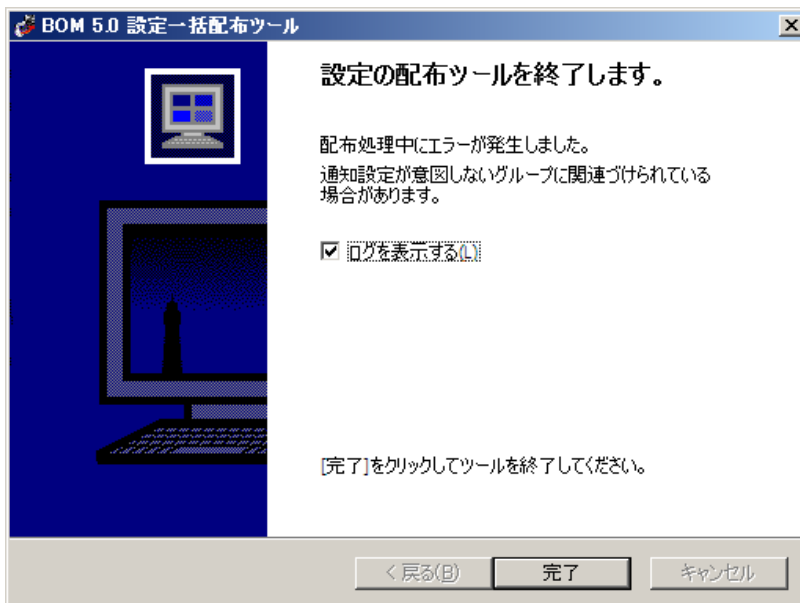 BOM 5.0 設定一括配布ツール
設定の配布ツールを終了します。
配布処理中にエラーが発生しました。
通知設定が意図しないグループに関連づけられている
場合があります。
ログを表示する(L)
[完了]をクリックしてツールを終了してください。
< 戻る(B)
完了
キャンセル